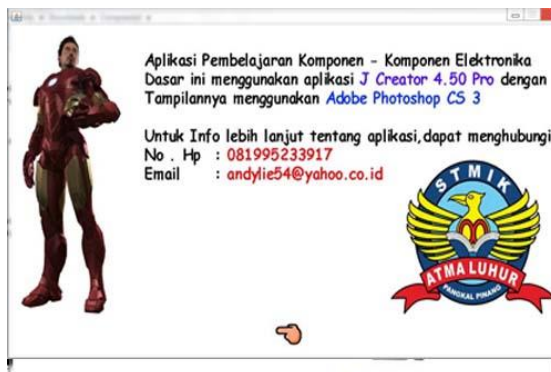 Aplikasi Pembelajaran Komponen - Komponen Elektronika
Dasar ini menggunakan aplikasi J Creator 4.50 Pro dengan
Tampilannya menggunakan Adobe Photoshop CS 3
Untuk Info lebih lanjut tentang aplikasi,dapat menghubungi
No . Hp : 081995233917
Email : andylie54@yahoo.co.id
STMIK
ATMA LUHUR
PANGKAL PINANG